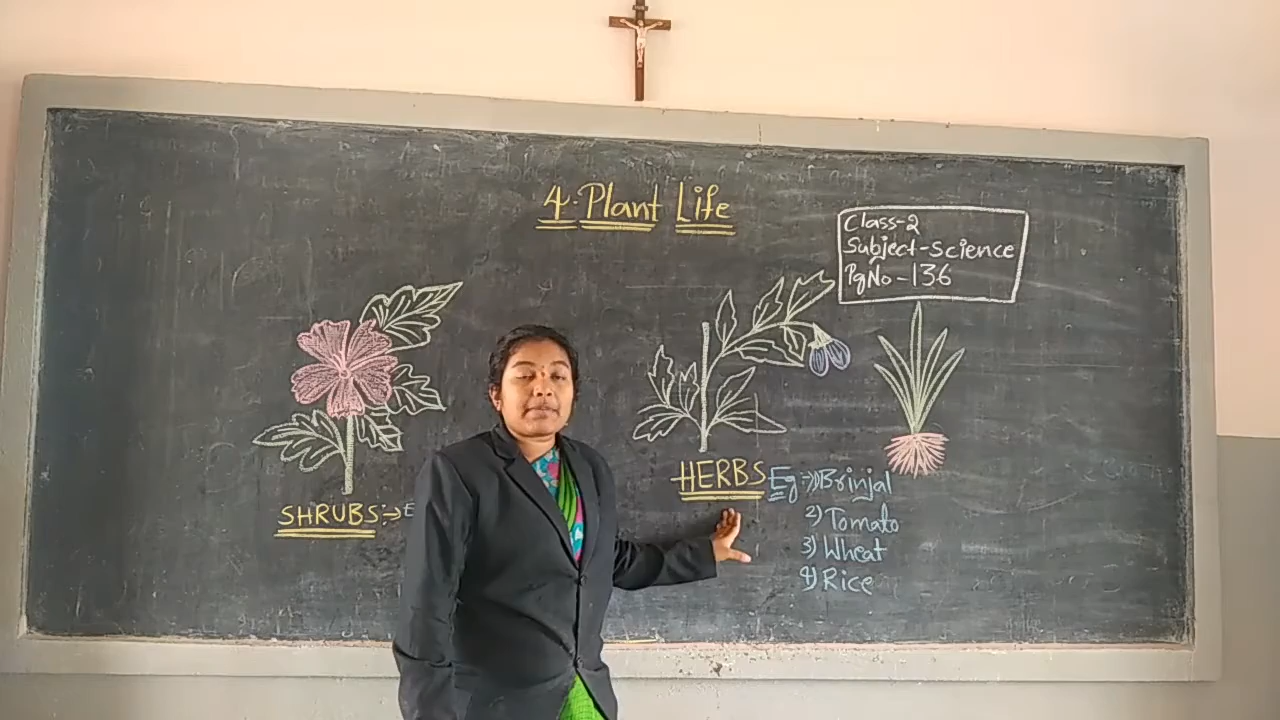 4. Plant Life
Class-2
Subject-Science
PgNo-136
SHRUBS:→E
HERBS Eg:→1) Brinjal
2) Tomato
3) Wheat
4) Rice